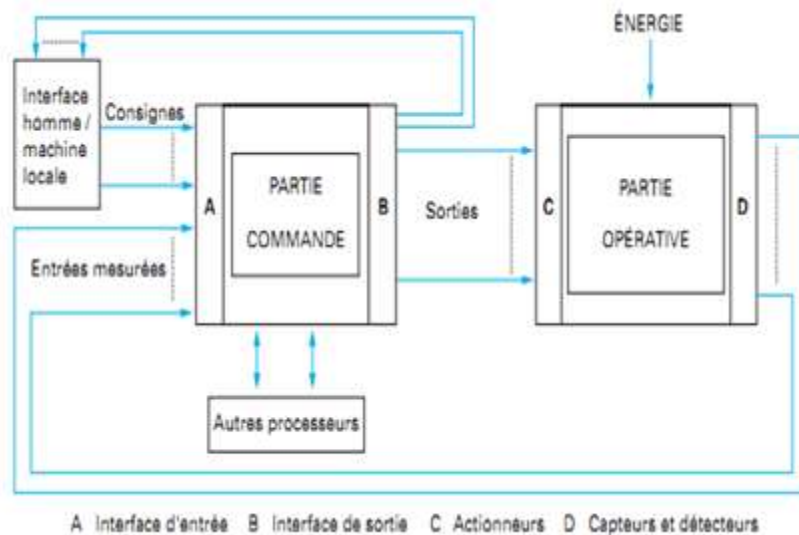 ÉNERGIE
Interface
homme /
machine
locale
Consignes
A
PARTIE
COMMANDE
B
Sorties
C
PARTIE
OPÉRATIVE
D
Entrées mesurées
Autres processeurs
A Interface d'entrée B Interface de sortie C Actionneurs D Capteurs et détecteurs